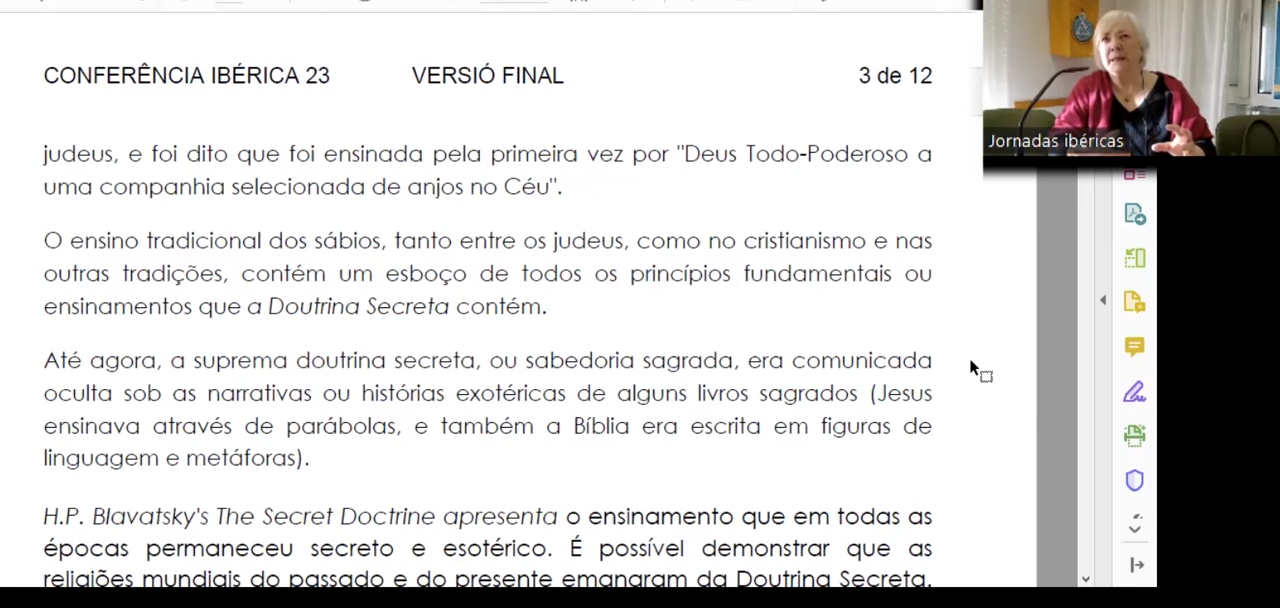 CONFERÊNCIA IBÉRICA 23 VERSIÓ FINAL 3 de 12
Jornadas ibéricas
judeus, e foi dito que foi ensinada pela primeira vez por "Deus Todo-Poderoso a
uma companhia selecionada de anjos no Céu".
O ensino tradicional dos sábios, tanto entre os judeus, como no cristianismo e nas
outras tradições, contém um esboço de todos os princípios fundamentais ou
ensinamentos que a Doutrina Secreta contém.
Até agora, a suprema doutrina secreta, ou sabedoria sagrada, era comunicada
oculta sob as narrativas ou histórias exotéricas de alguns livros sagrados (Jesus
ensinava através de parábolas, e também a Bíblia era escrita em figuras de
linguagem e metáforas).
H.P. Blavatsky's The Secret Doctrine apresenta o ensinamento que em todas as
épocas permaneceu secreto e esotérico. É possível demonstrar que as
religiões mundiais do passado e do presente emanaram da Doutrina Secreta.